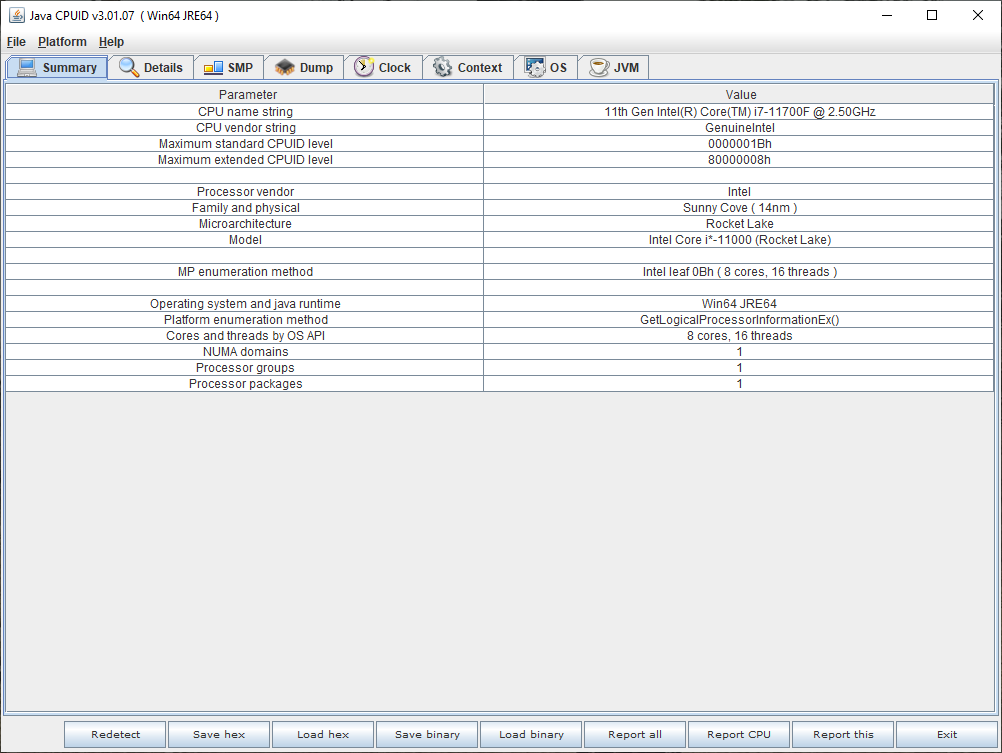 Java CPUID v3.01.07 ( Win64 JRE64 )
File Platform Help
Summary Details SMP Dump Clock Context OS JVM
Parameter Value
CPU name string 11th Gen Intel(R) Core(TM) i7-11700F @ 2.50GHz
CPU vendor string GenuineIntel
Maximum standard CPUID level 0000001Bh
Maximum extended CPUID level 80000008h
Processor vendor Intel
Family and physical Sunny Cove ( 14nm )
Microarchitecture Rocket Lake
Model Intel Core i*-11000 (Rocket Lake)
MP enumeration method Intel leaf 0Bh ( 8 cores, 16 threads )
Operating system and java runtime Win64 JRE64
Platform enumeration method GetLogicalProcessorInformationEx()
Cores and threads by OS API 8 cores, 16 threads
NUMA domains 1
Processor groups 1
Processor packages 1
Redetect Save hex Load hex Save binary Load binary Report all Report CPU Report this Exit